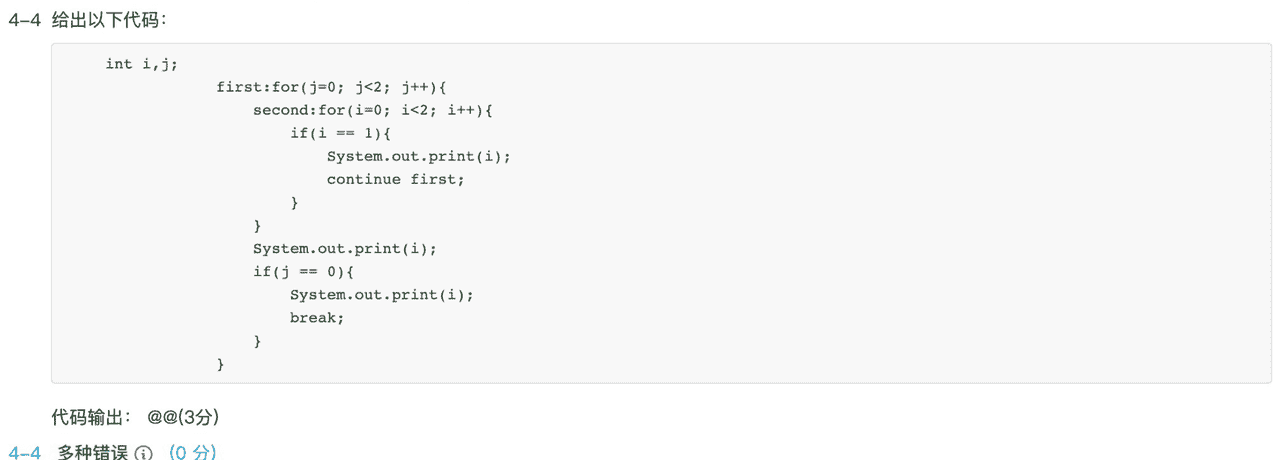 4-4 给出以下代码：
int i,j;
first:for(j=0; j<2; j++){
second:for(i=0; i<2; i++){
if(i == 1){
System.out.print(i);
continue first;
}
}
System.out.print(i);
if(j == 0){
System.out.print(i);
break;
}
}
代码输出： @@(3分)
4-4 多种错误 (0 分)